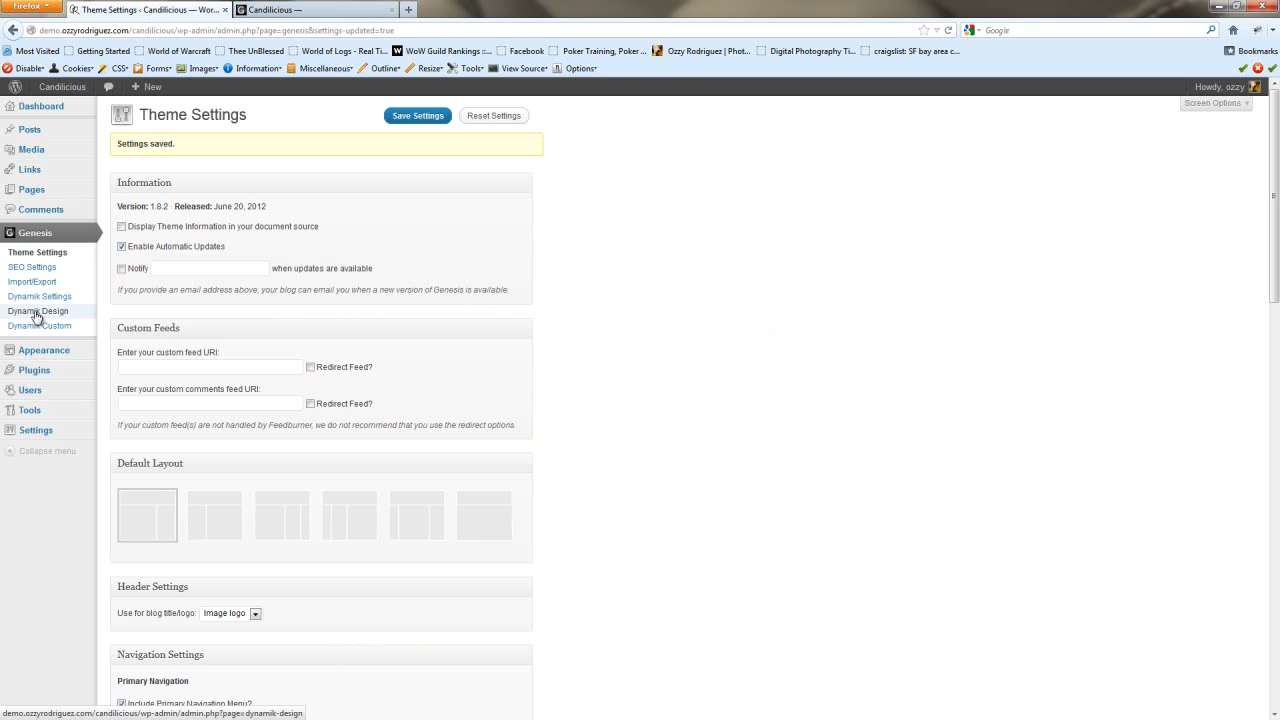 Firefox
Theme Settings ‹ Candilicious — Wor...
Candilicious —
demo.ozzyrodriguez.com/candilicious/wp-admin/admin.php?page=genesis&settings-updated=true
Google
Most Visited
Getting Started
World of Warcraft
Thee UnBlessed
World of Logs - Real Ti...
WoW Guild Rankings ::...
Facebook
Poker Training, Poker ...
Ozzy Rodriguez | Phot...
Digital Photography Ti...
craigslist: SF bay area c...
Bookmarks
Disable
Cookies
CSS
Forms
Images
Information
Miscellaneous
Outline
Resize
Tools
View Source
Options
Candilicious
+ New
Howdy, ozzy
Screen Options
Dashboard
Posts
Media
Links
Pages
Comments
Genesis
Theme Settings
SEO Settings
Import/Export
Dynamik Settings
Dynamik Design
Dynamik Custom
Appearance
Plugins
Users
Tools
Settings
Collapse menu
Theme Settings
Save Settings
Reset Settings
Settings saved.
Information
Version: 1.8.2 · Released: June 20, 2012
Display Theme Information in your document source
Enable Automatic Updates
Notify when updates are available
If you provide an email address above, your blog can email you when a new version of Genesis is available.
Custom Feeds
Enter your custom feed URI:
Redirect Feed?
Enter your custom comments feed URI:
Redirect Feed?
If your custom feed(s) are not handled by Feedburner, we do not recommend that you use the redirect options.
Default Layout
Header Settings
Use for blog title/logo: Image logo
Navigation Settings
Primary Navigation
Include Primary Navigation Menu?
demo.ozzyrodriguez.com/candilicious/wp-admin/admin.php?page=dynamik-design